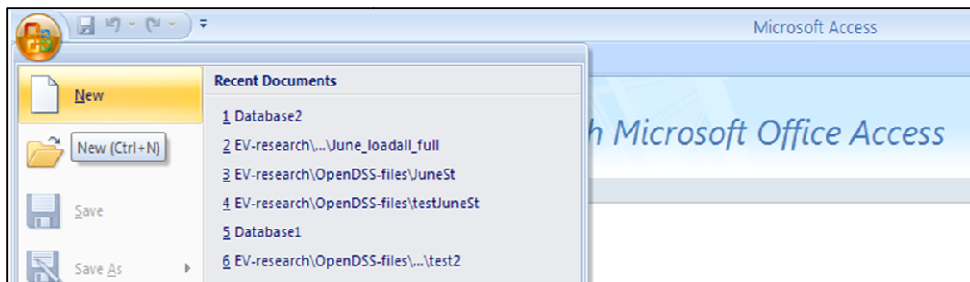 Microsoft Access
New
Recent Documents
1 Database2
New (Ctrl+N)
2 EV-research\...\June_loadall_full
3 EV-research\OpenDSS-files\JuneSt
4 EV-research\OpenDSS-files\testJuneSt
Save
5 Database1
Save As
6 EV-research\OpenDSS-files\...\test2
h Microsoft Office Access